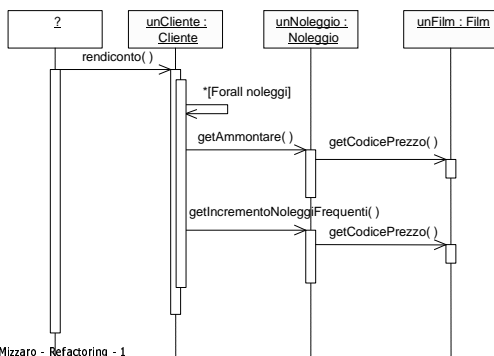 ?
unCliente :
Cliente
unNoleggio :
Noleggio
unFilm : Film
rendiconto( )
*[Forall noleggi]
getAmmontare( )
getCodicePrezzo( )
getIncrementoNoleggiFrequenti( )
getCodicePrezzo( )
Mizzaro - Refactoring - 1